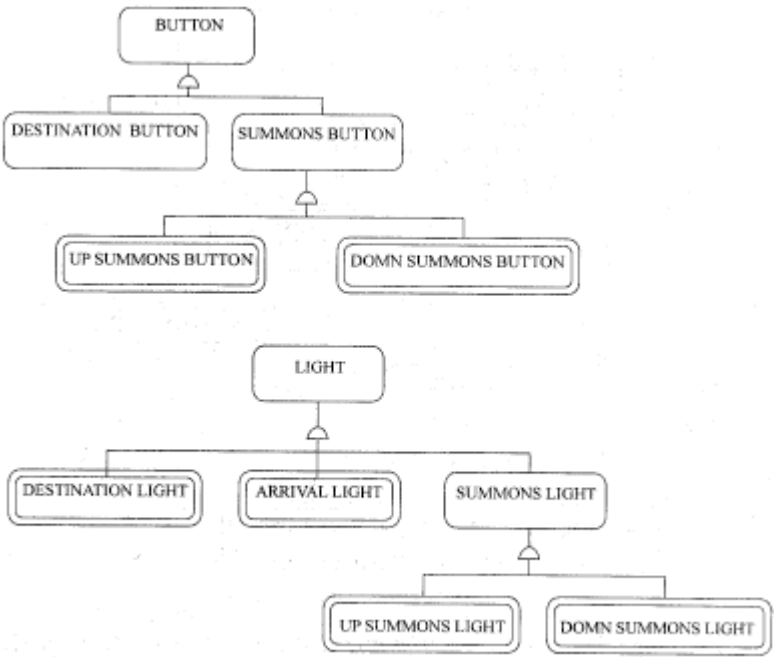 BUTTON
DESTINATION BUTTON
SUMMONS BUTTON
UP SUMMONS BUTTON
DOMN SUMMONS BUTTON
LIGHT
DESTINATION LIGHT
ARRIVAL LIGHT
SUMMONS LIGHT
UP SUMMONS LIGHT
DOMN SUMMONS LIGHT